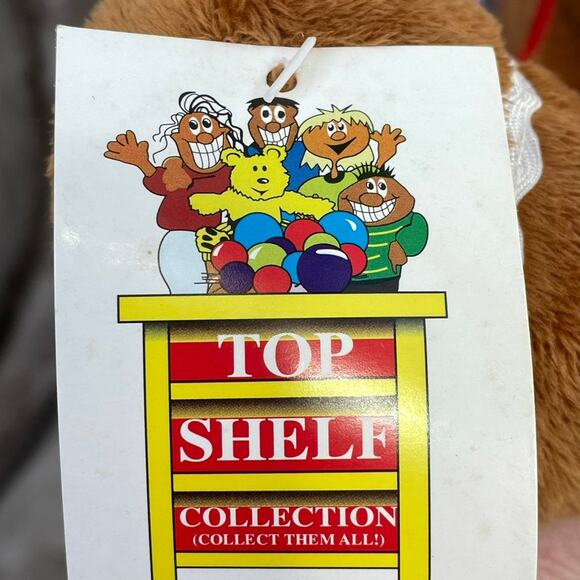 TOP
SHELF
COLLECTION
(COLLECT THEM ALL!)